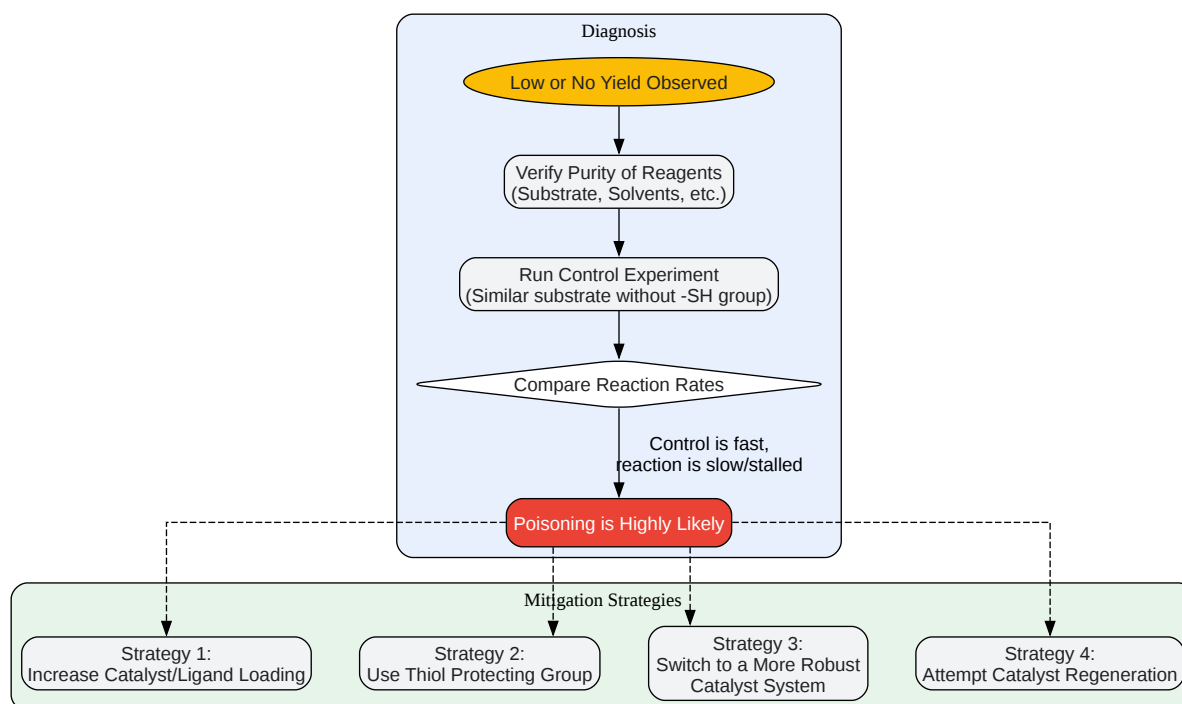 Diagnosis
Low or No Yield Observed
Verify Purity of Reagents
(Substrate, Solvents, etc.)
Run Control Experiment
(Similar substrate without -SH group)
Compare Reaction Rates
Control is fast,
reaction is slow/stalled
Poisoning is Highly Likely
Mitigation Strategies
Strategy 1:
Increase Catalyst/Ligand Loading
Strategy 2:
Use Thiol Protecting Group
Strategy 3:
Switch to a More Robust
Catalyst System
Strategy 4:
Attempt Catalyst Regeneration